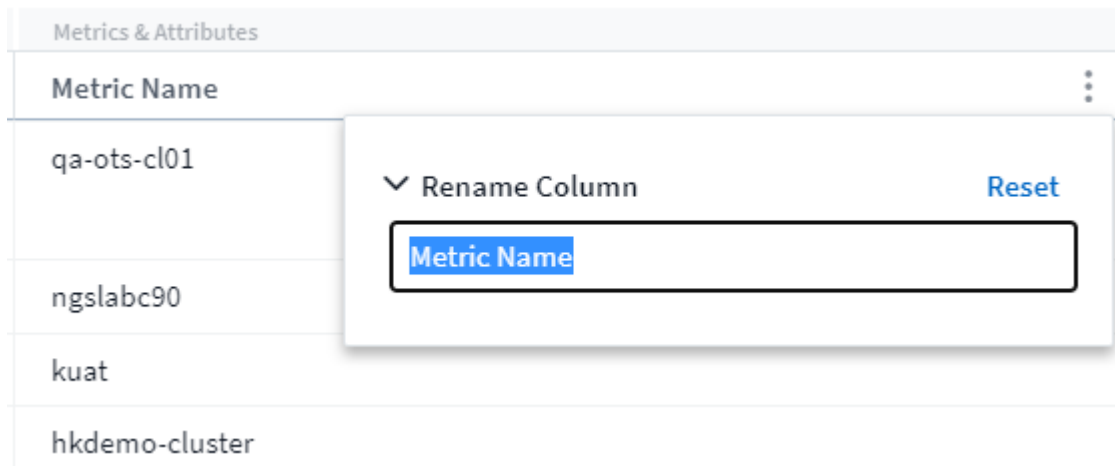 Metrics & Attributes
Metric Name
qa-ots-cl01
Rename Column Reset
Metric Name
ngslabc90
kuat
hkdemo-cluster